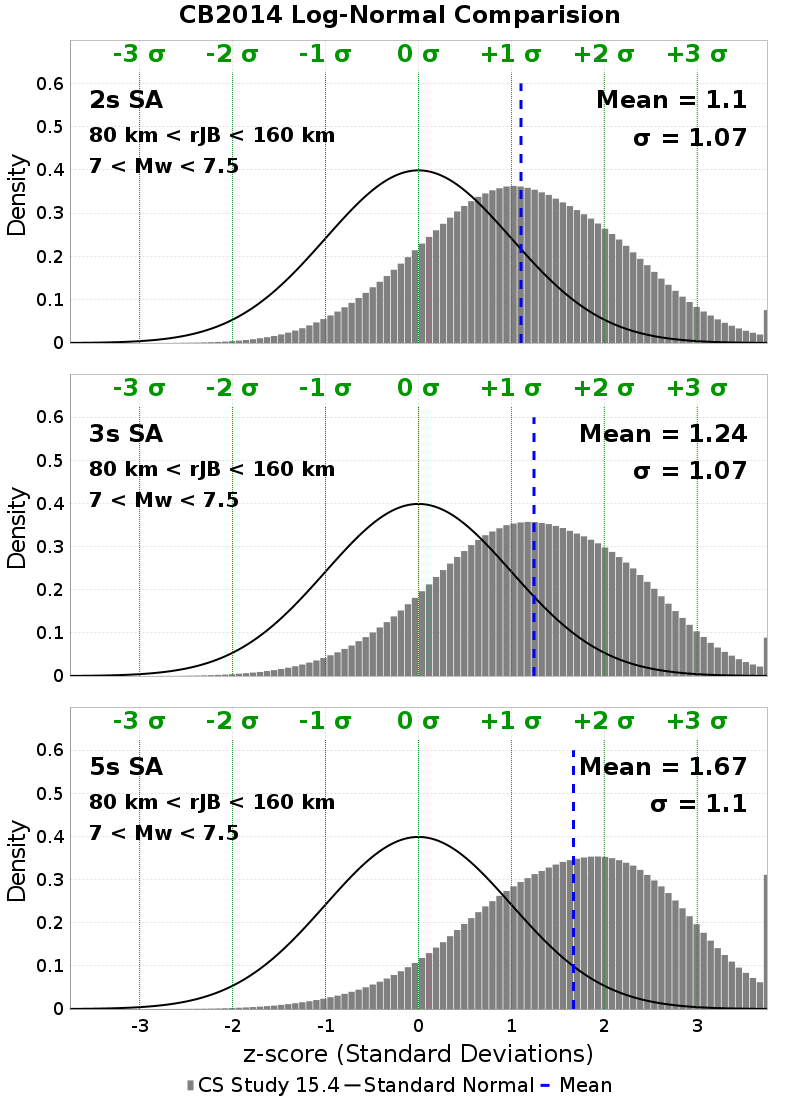 CB2014 Log-Normal Comparision
-3 σ -2 σ -1 σ 0 σ +1 σ +2 σ +3 σ
0.6
2s SA Mean = 1.1
0.5
80 km < rJB < 160 km σ = 1.07
7 < Mw < 7.5
0.4
0.3
Density
0.2
0.1
0
-3 σ -2 σ -1 σ 0 σ +1 σ +2 σ +3 σ
0.6
3s SA Mean = 1.24
0.5
80 km < rJB < 160 km σ = 1.07
7 < Mw < 7.5
0.4
0.3
Density
0.2
0.1
0
-3 σ -2 σ -1 σ 0 σ +1 σ +2 σ +3 σ
0.6
5s SA Mean = 1.67
0.5
80 km < rJB < 160 km σ = 1.1
7 < Mw < 7.5
0.4
0.3
Density
0.2
0.1
0
-3 -2 -1 0 1 2 3
z-score (Standard Deviations)
CS Study 15.4 Standard Normal Mean